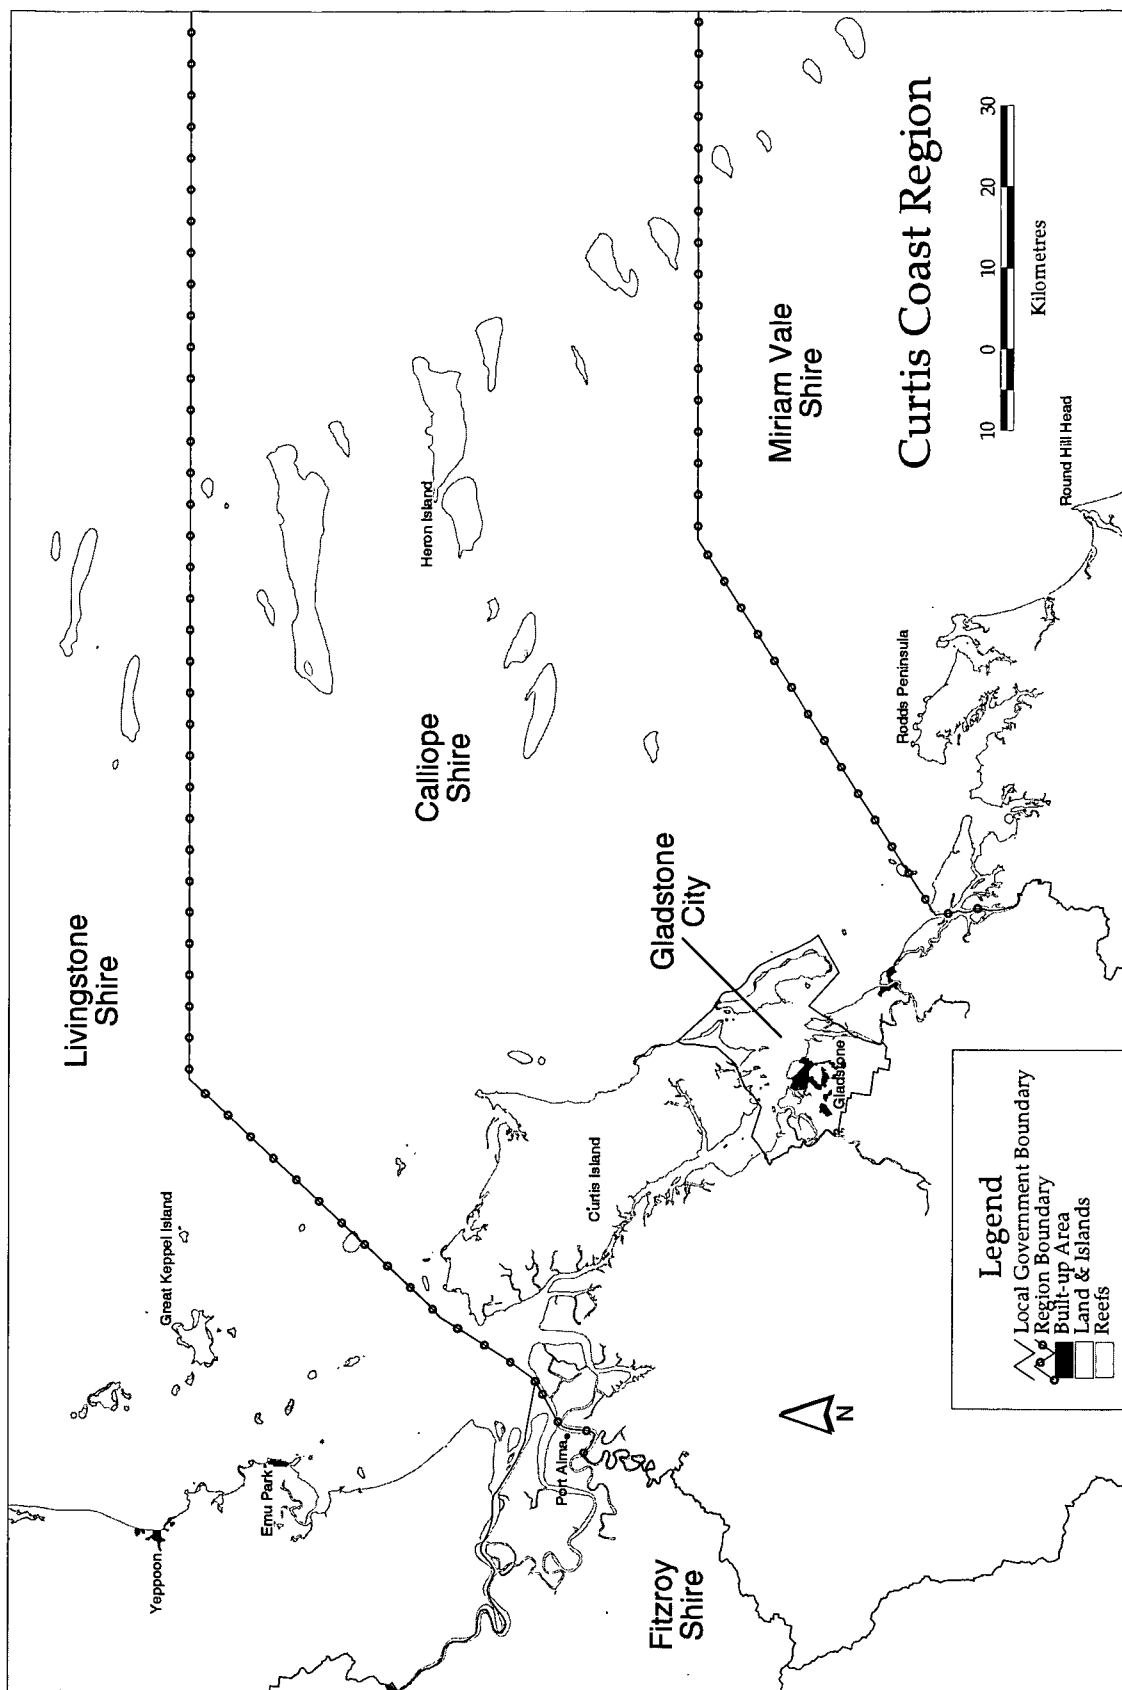 Livingstone
Shire
Yeppoon
Emu Park
Great Keppel Island
Calliope
Shire
Heron Island
Curtis Island
Port Alma
Fitzroy
Shire
Gladstone
City
Gladstone
Miriam Vale
Shire
Rodds Peninsula
Round Hill Head
N
Curtis Coast Region
10 0 10 20 30
Kilometres
Legend
Local Government Boundary
Region Boundary
Built-up Area
Land & Islands
Reefs